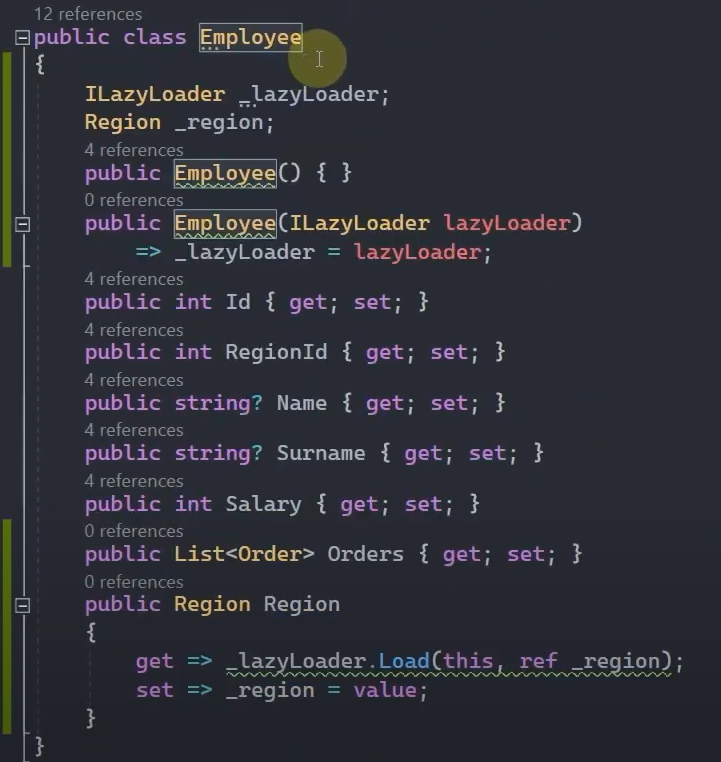 12 references
public class Employee
{
ILazyLoader _lazyLoader;
Region _region;
4 references
public Employee() { }
0 references
public Employee(ILazyLoader lazyLoader)
=> _lazyLoader = lazyLoader;
4 references
public int Id { get; set; }
4 references
public int RegionId { get; set; }
4 references
public string? Name { get; set; }
4 references
public string? Surname { get; set; }
4 references
public int Salary { get; set; }
0 references
public List<Order> Orders { get; set; }
0 references
public Region Region
{
get => _lazyLoader.Load(this, ref _region);
set => _region = value;
}
}